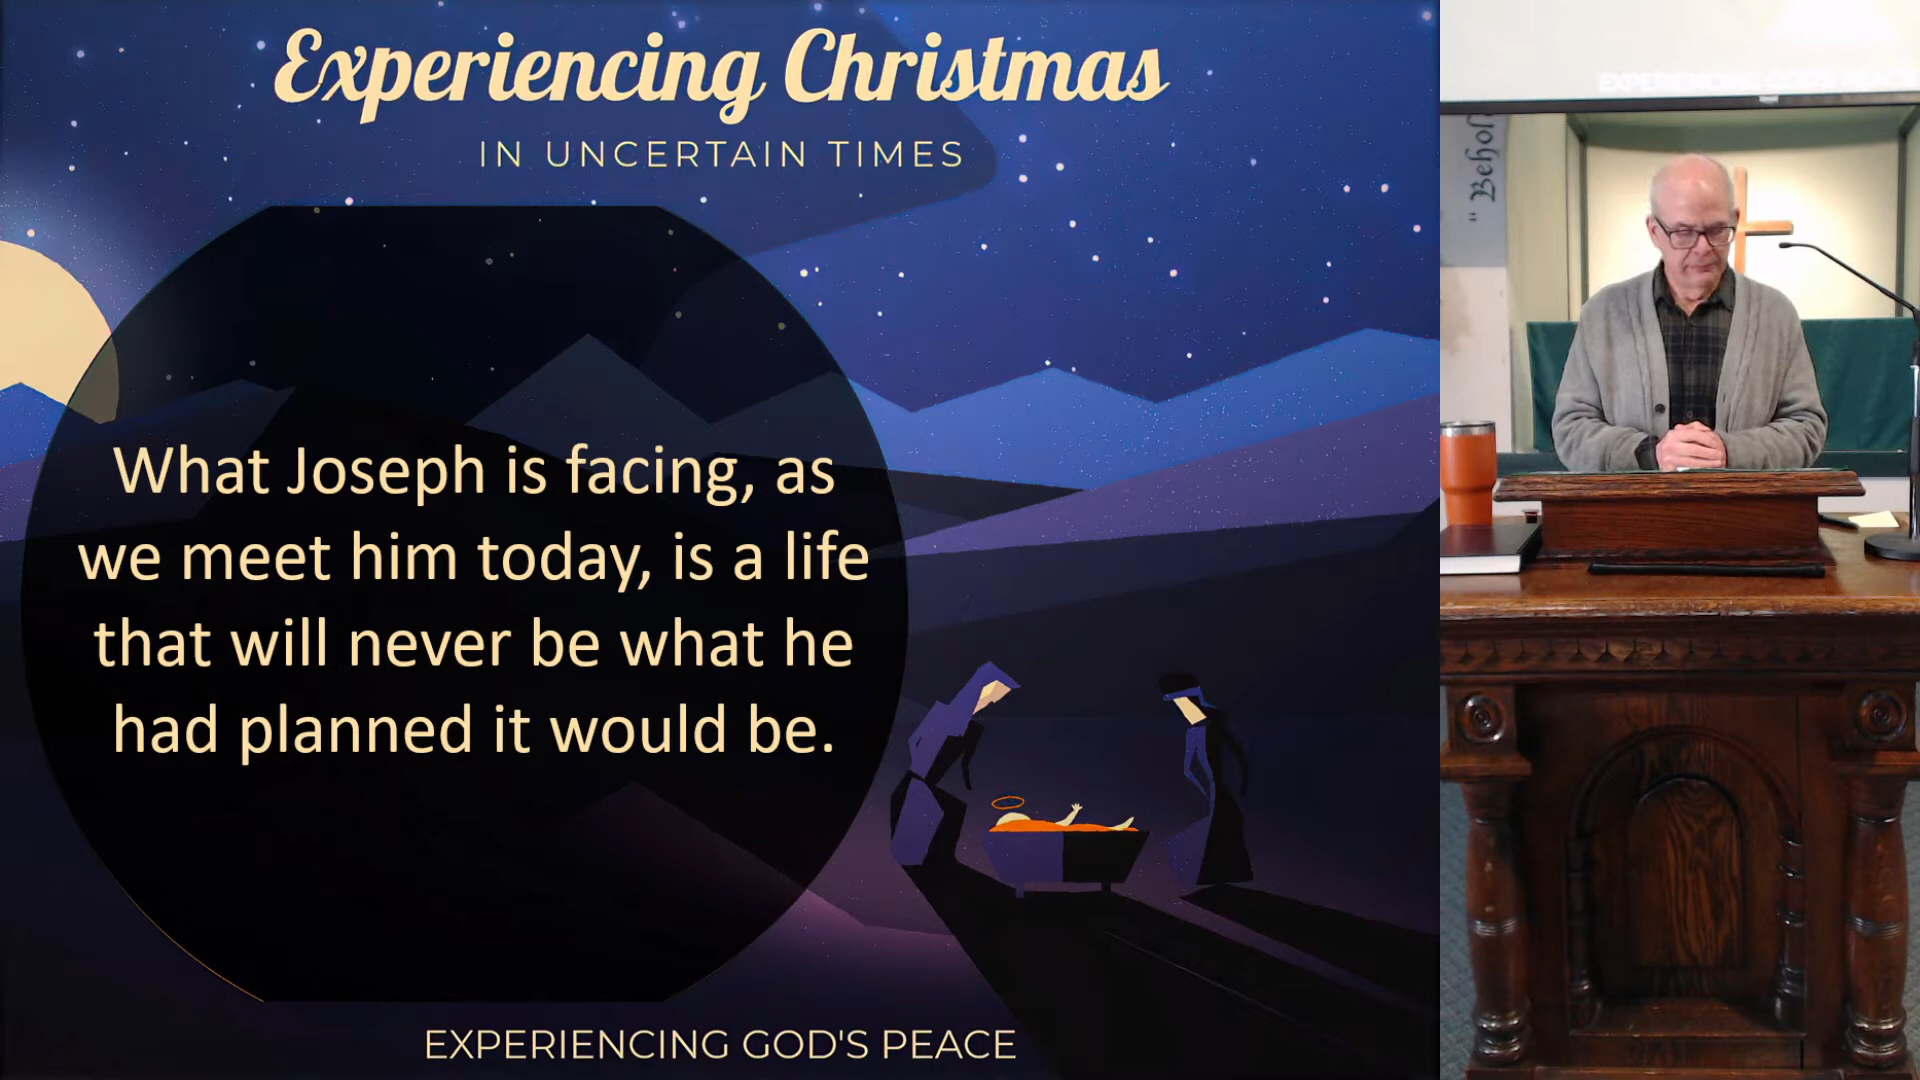 Experiencing Christmas
IN UNCERTAIN TIMES
What Joseph is facing, as
we meet him today, is a life
that will never be what he
had planned it would be.
EXPERIENCING GOD'S PEACE
"Behol